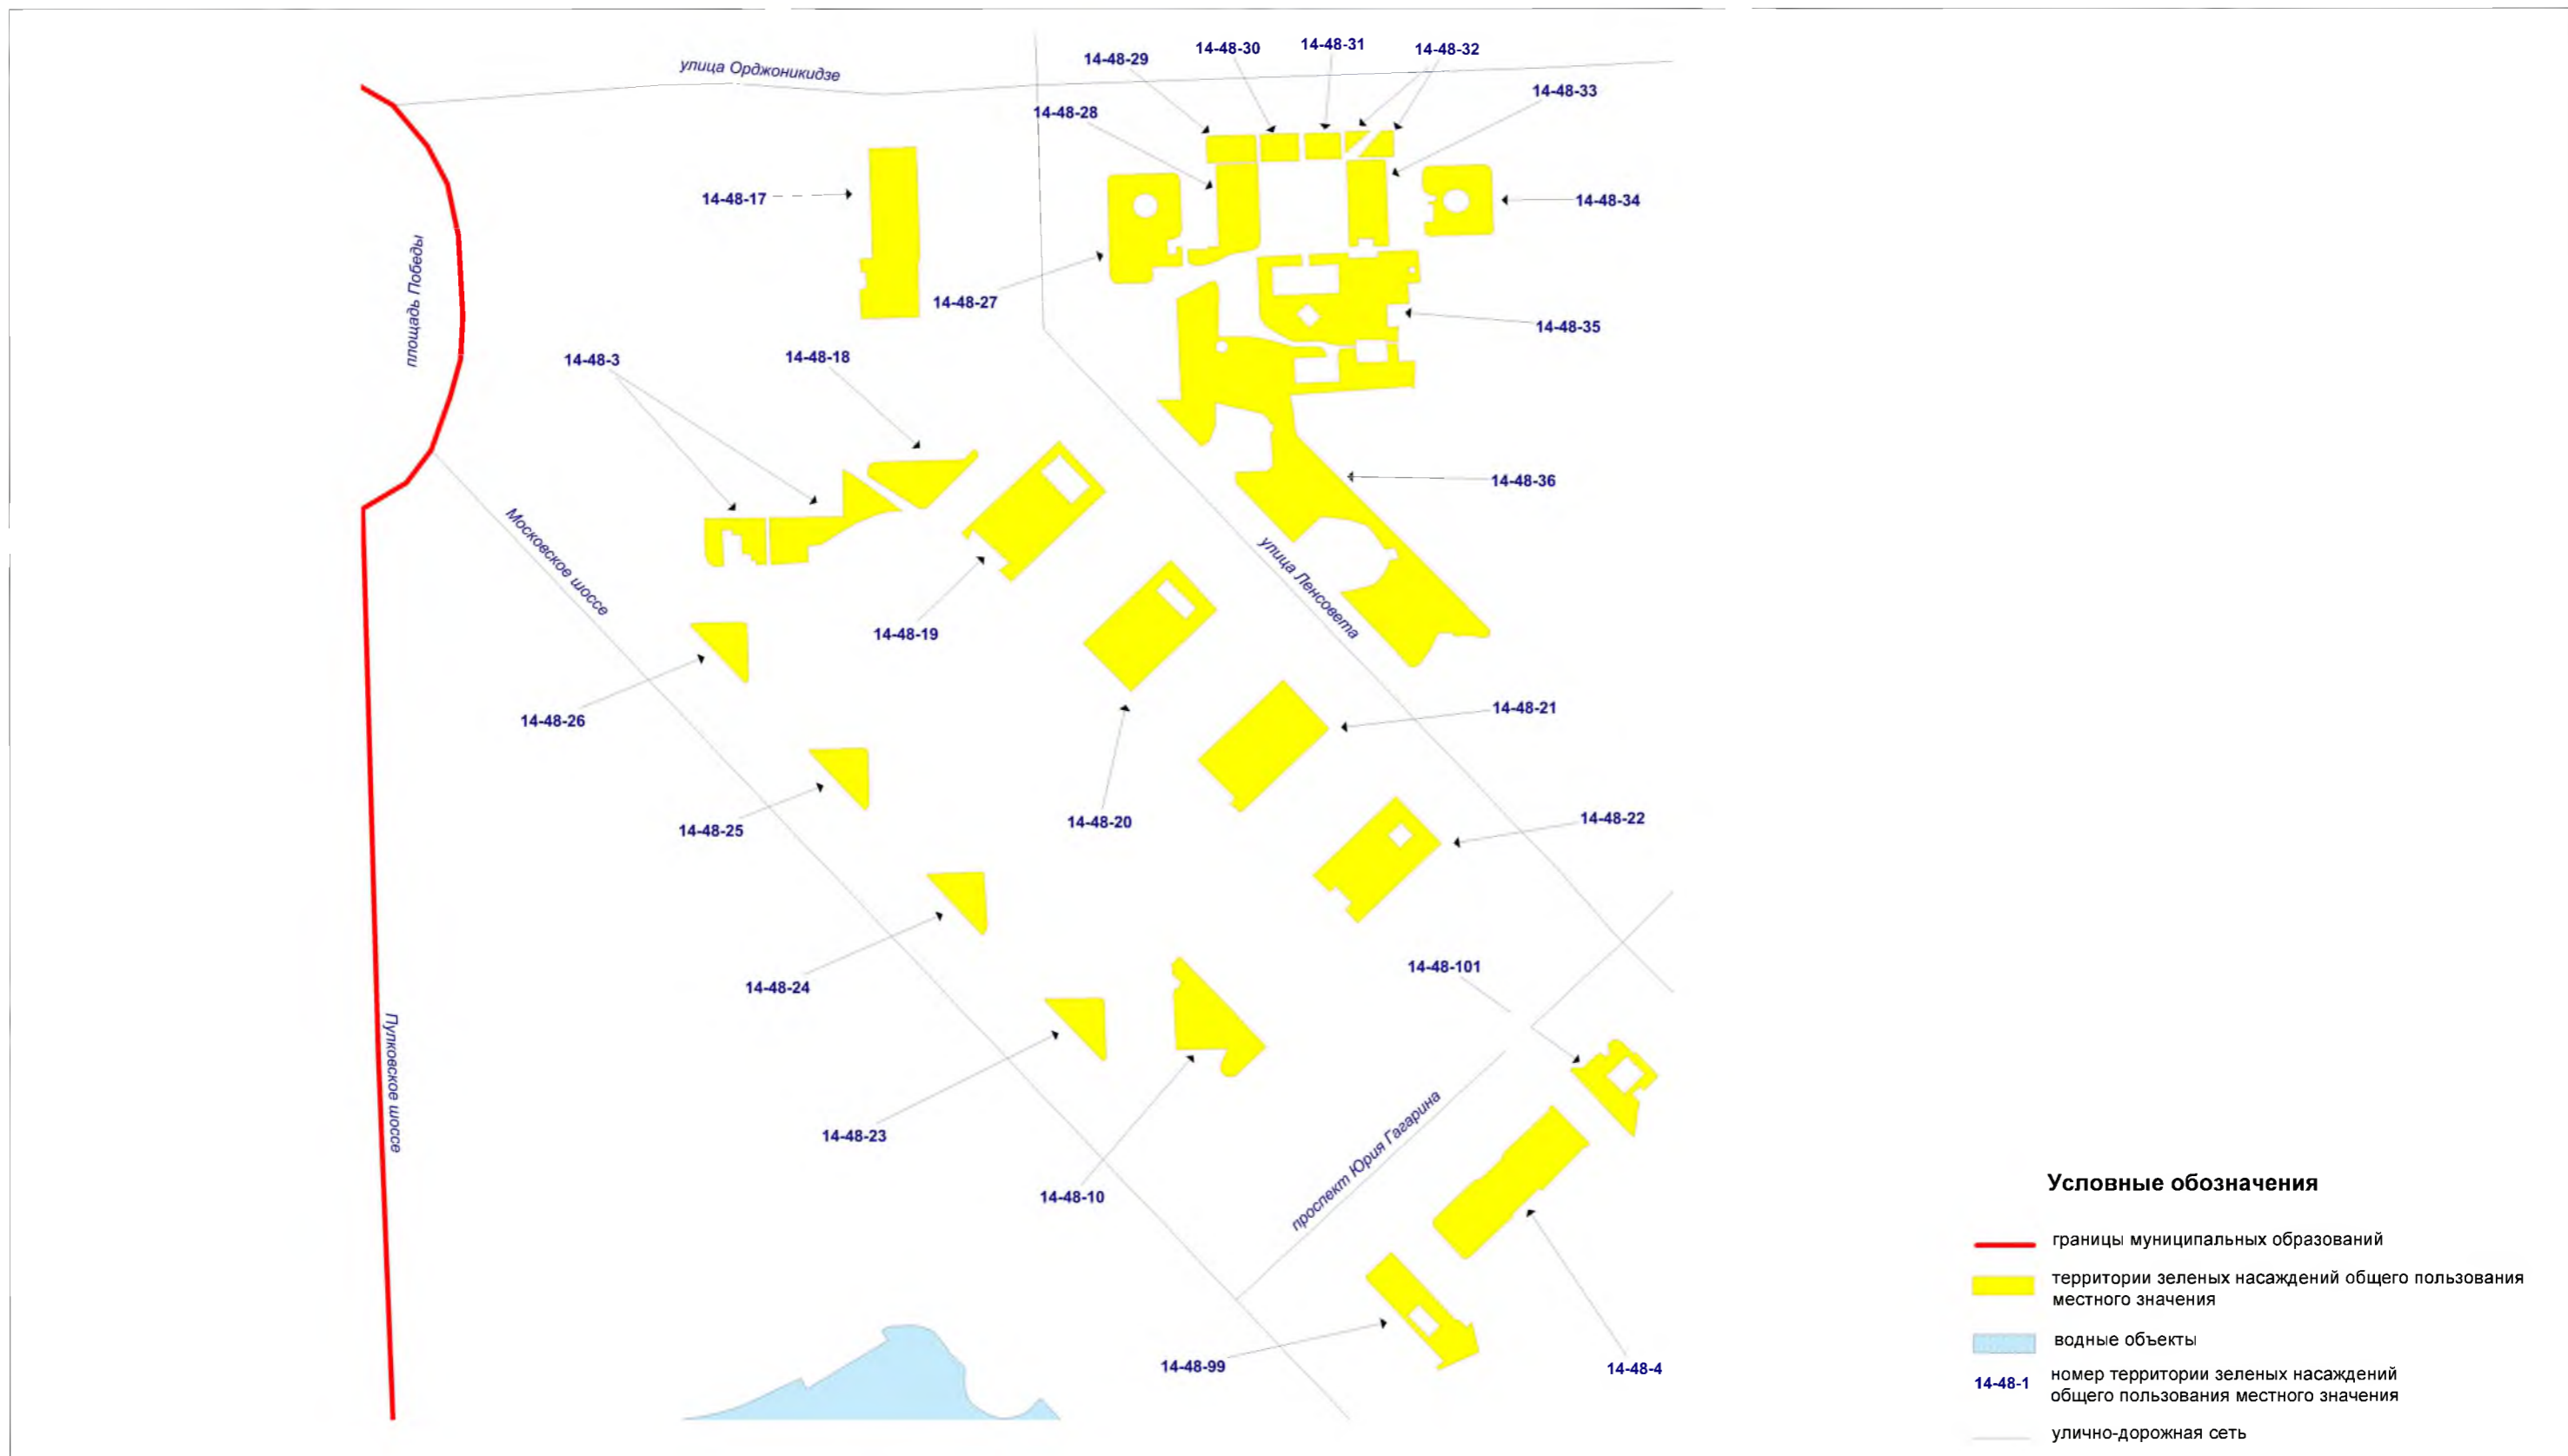 улица Орджоникидзе
14-48-29
14-48-30
14-48-31
14-48-32
14-48-28
14-48-33
14-48-17
14-48-34
площадь Победы
14-48-27
14-48-35
14-48-3
14-48-18
14-48-36
Московское шоссе
улица Ленсовета
14-48-19
14-48-26
14-48-21
14-48-25
14-48-20
14-48-22
14-48-24
14-48-101
Пулковское шоссе
14-48-23
14-48-10
проспект Юрия Гагарина
14-48-99
14-48-4
Условные обозначения
границы муниципальных образований
территории зеленых насаждений общего пользования
местного значения
водные объекты
14-48-1
номер территории зеленых насаждений
общего пользования местного значения
улично-дорожная сеть